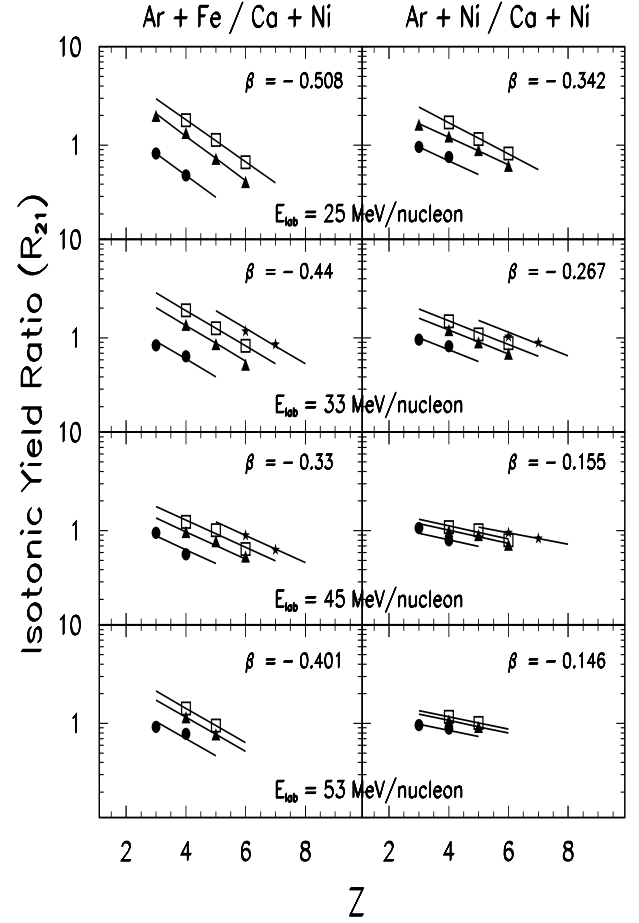 Ar + Fe / Ca + Ni
Ar + Ni / Ca + Ni
Isotonic Yield Ratio (R₂₁)
10
β = − 0.508
β = − 0.342
1
E_lab = 25 MeV/nucleon
10
β = − 0.44
β = − 0.267
1
E_lab = 33 MeV/nucleon
10
β = − 0.33
β = − 0.155
1
E_lab = 45 MeV/nucleon
10
β = − 0.401
β = − 0.146
1
E_lab = 53 MeV/nucleon
2 4 6 8 2 4 6 8
Z